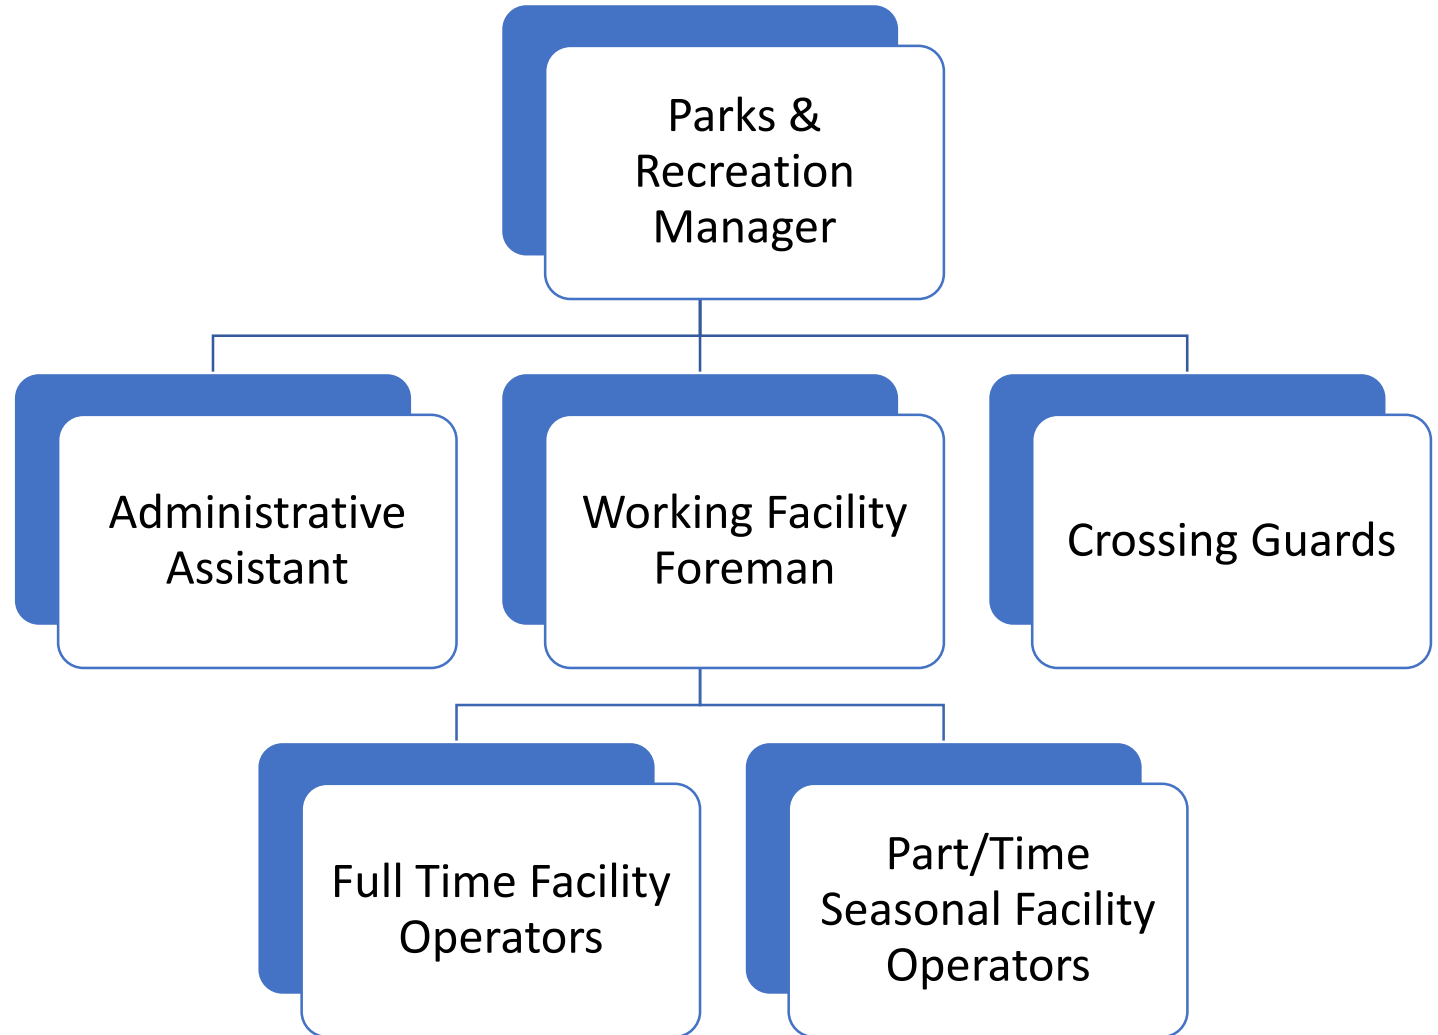 Parks &
Recreation
Manager
Administrative
Assistant
Working Facility
Foreman
Crossing Guards
Full Time Facility
Operators
Part/Time
Seasonal Facility
Operators